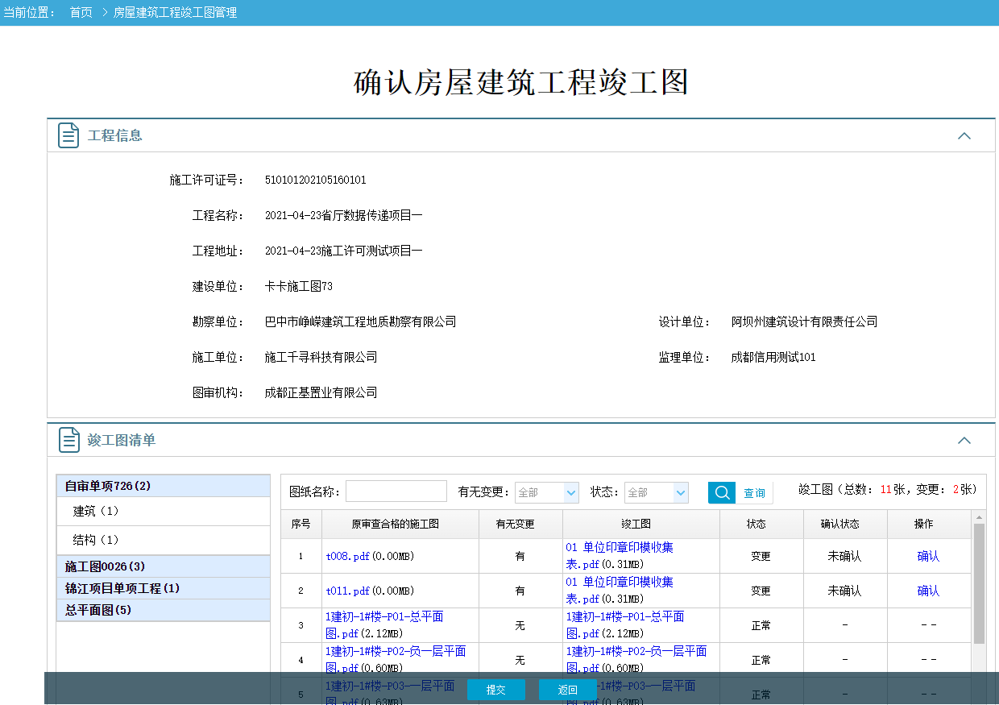 当前位置： 首页 > 房屋建筑工程竣工图管理
确认房屋建筑工程竣工图
工程信息
施工许可证号： 510101202105160101
工程名称： 2021-04-23省厅数据传递项目一
工程地址： 2021-04-23施工许可测试项目一
建设单位： 卡卡施工图73
勘察单位： 巴中市峥嵘建筑工程地质勘察有限公司 设计单位： 阿坝州建筑设计有限责任公司
施工单位： 施工千寻科技有限公司 监理单位： 成都信用测试101
图审机构： 成都正基置业有限公司
竣工图清单
自审单项726(2)
建筑（1）
结构（1）
施工图0026(3)
锦江项目单项工程(1)
总平面图(5)
图纸名称： 有无变更： 全部 状态： 全部 查询 竣工图（总数：11张，变更：2张）
序号 原审查合格的施工图 有无变更 竣工图 状态 确认状态 操作
1 t008.pdf(0.00MB) 有 01 单位印章印模收集 变更 未确认 确认
表.pdf(0.31MB)
2 t011.pdf(0.00MB) 有 01 单位印章印模收集 变更 未确认 确认
表.pdf(0.31MB)
3 1建初-1#楼-P01-总平面 无 1建初-1#楼-P01-总平面 正常 - --
图.pdf(2.12MB) 图.pdf(2.12MB)
4 1建初-1#楼-P02-负一层平面 无 1建初-1#楼-P02-负一层平面 正常 - --
图.pdf(0.60MB) 图.pdf(0.60MB)
5 1建初-1#楼-P03-一层平面 -1#楼-P03-一层平面 正常 - --
图.pdf(0.63MB) (0.63MB)
提交 返回